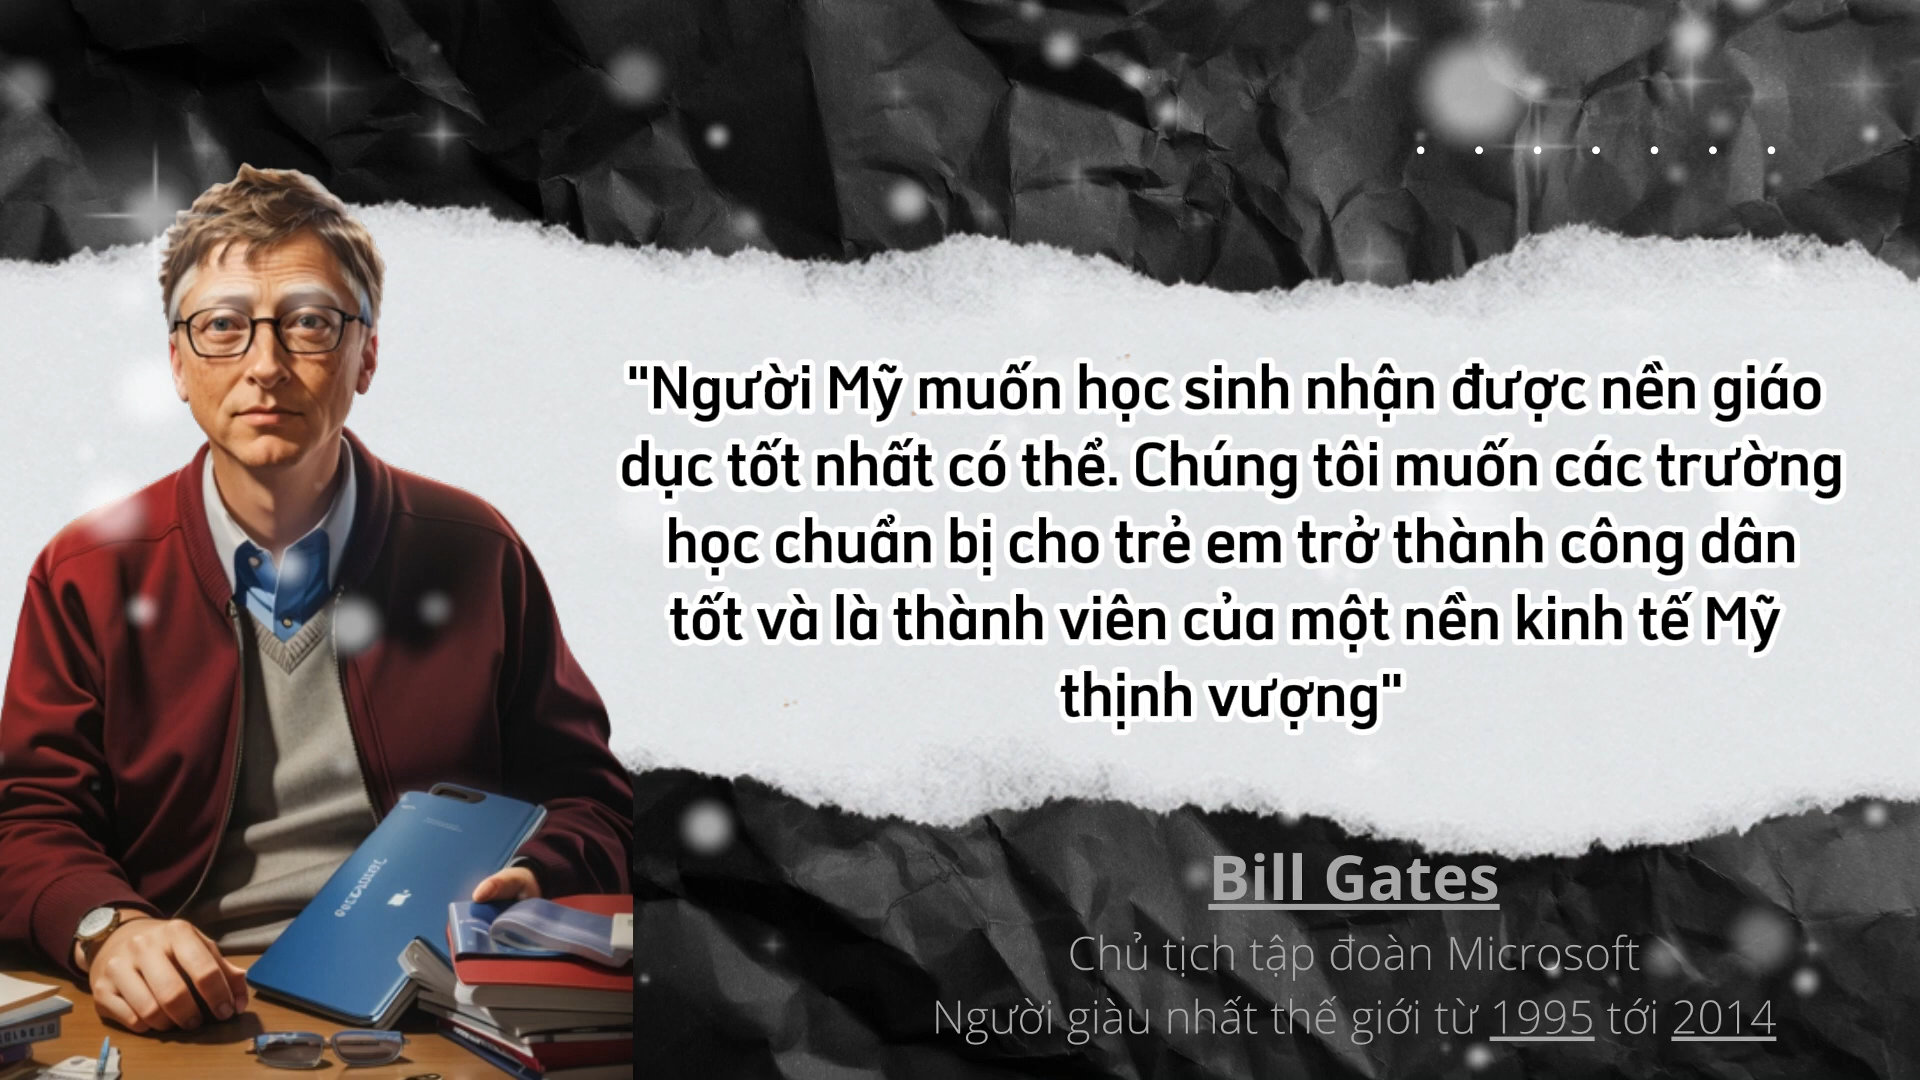 "Người Mỹ muốn học sinh nhận được nền giáo
dục tốt nhất có thể. Chúng tôi muốn các trường
học chuẩn bị cho trẻ em trở thành công dân
tốt và là thành viên của một nền kinh tế Mỹ
thịnh vượng"
Bill Gates
Chủ tịch tập đoàn Microsoft
Người giàu nhất thế giới từ 1995 tới 2014